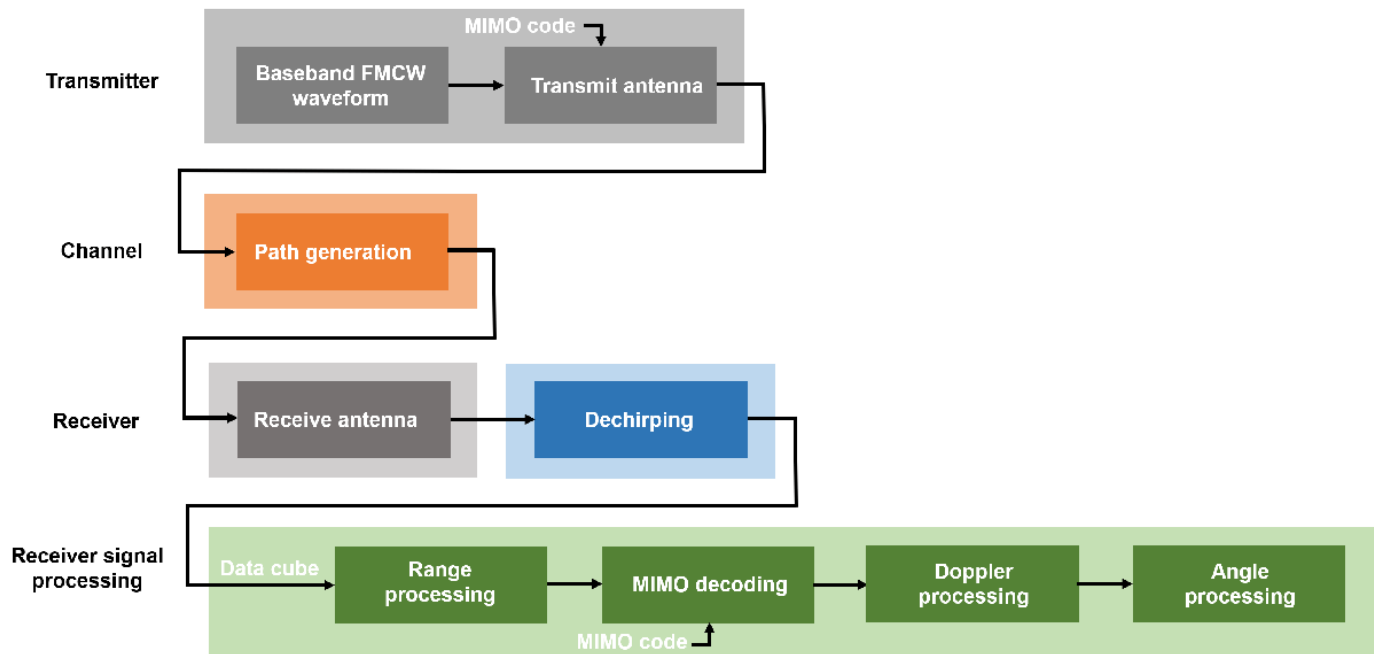 MIMO code
Transmitter
Baseband FMCW
waveform
Transmit antenna
Channel
Path generation
Receiver
Receive antenna
Dechirping
Receiver signal
processing
Data cube
Range
processing
MIMO decoding
Doppler
processing
Angle
processing
MIMO code